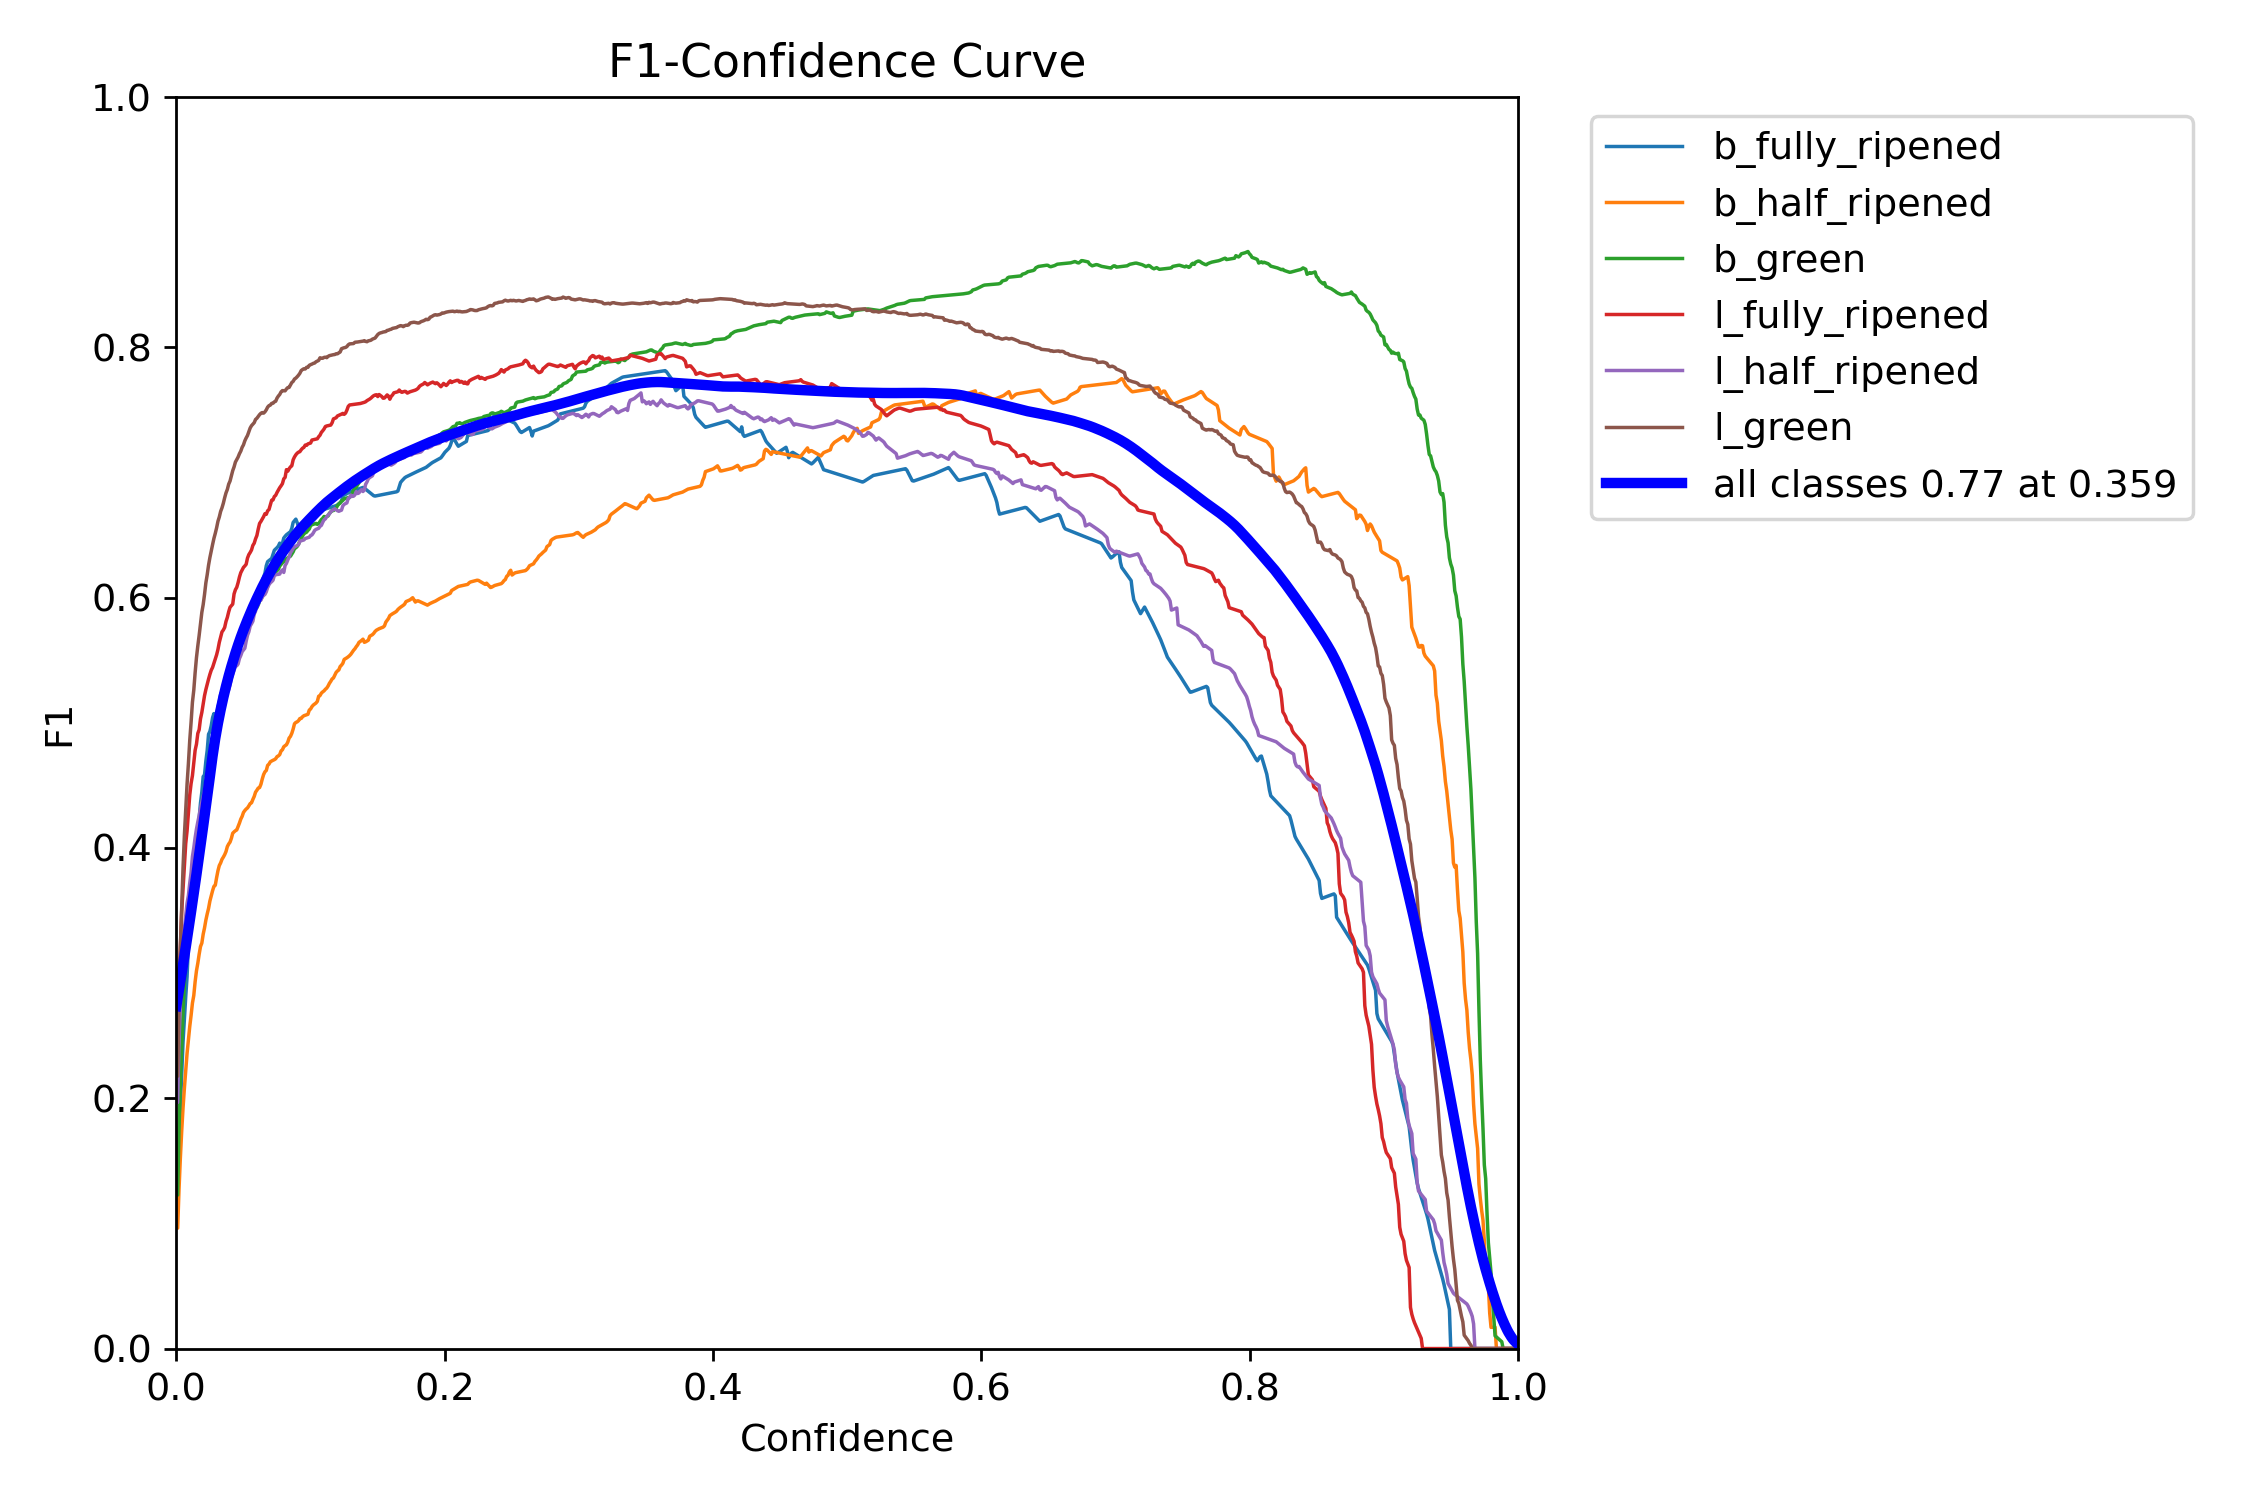 F1-Confidence Curve
1.0
0.8
0.6
0.4
0.2
0.0
F1
0.0 0.2 0.4 0.6 0.8 1.0
Confidence
b_fully_ripened
b_half_ripened
b_green
l_fully_ripened
l_half_ripened
l_green
all classes 0.77 at 0.359